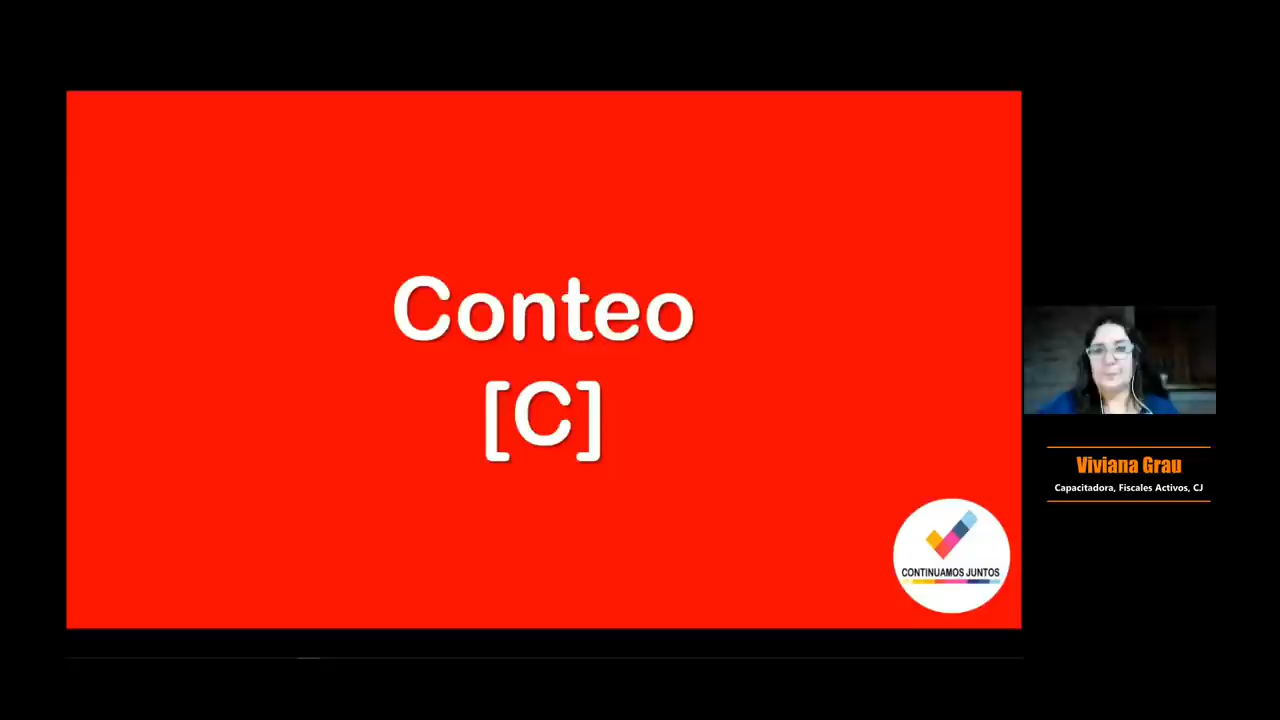 Conteo
[C]
CONTINUAMOS JUNTOS
Viviana Grau
Capacitadora, Fiscales Activos, CJ